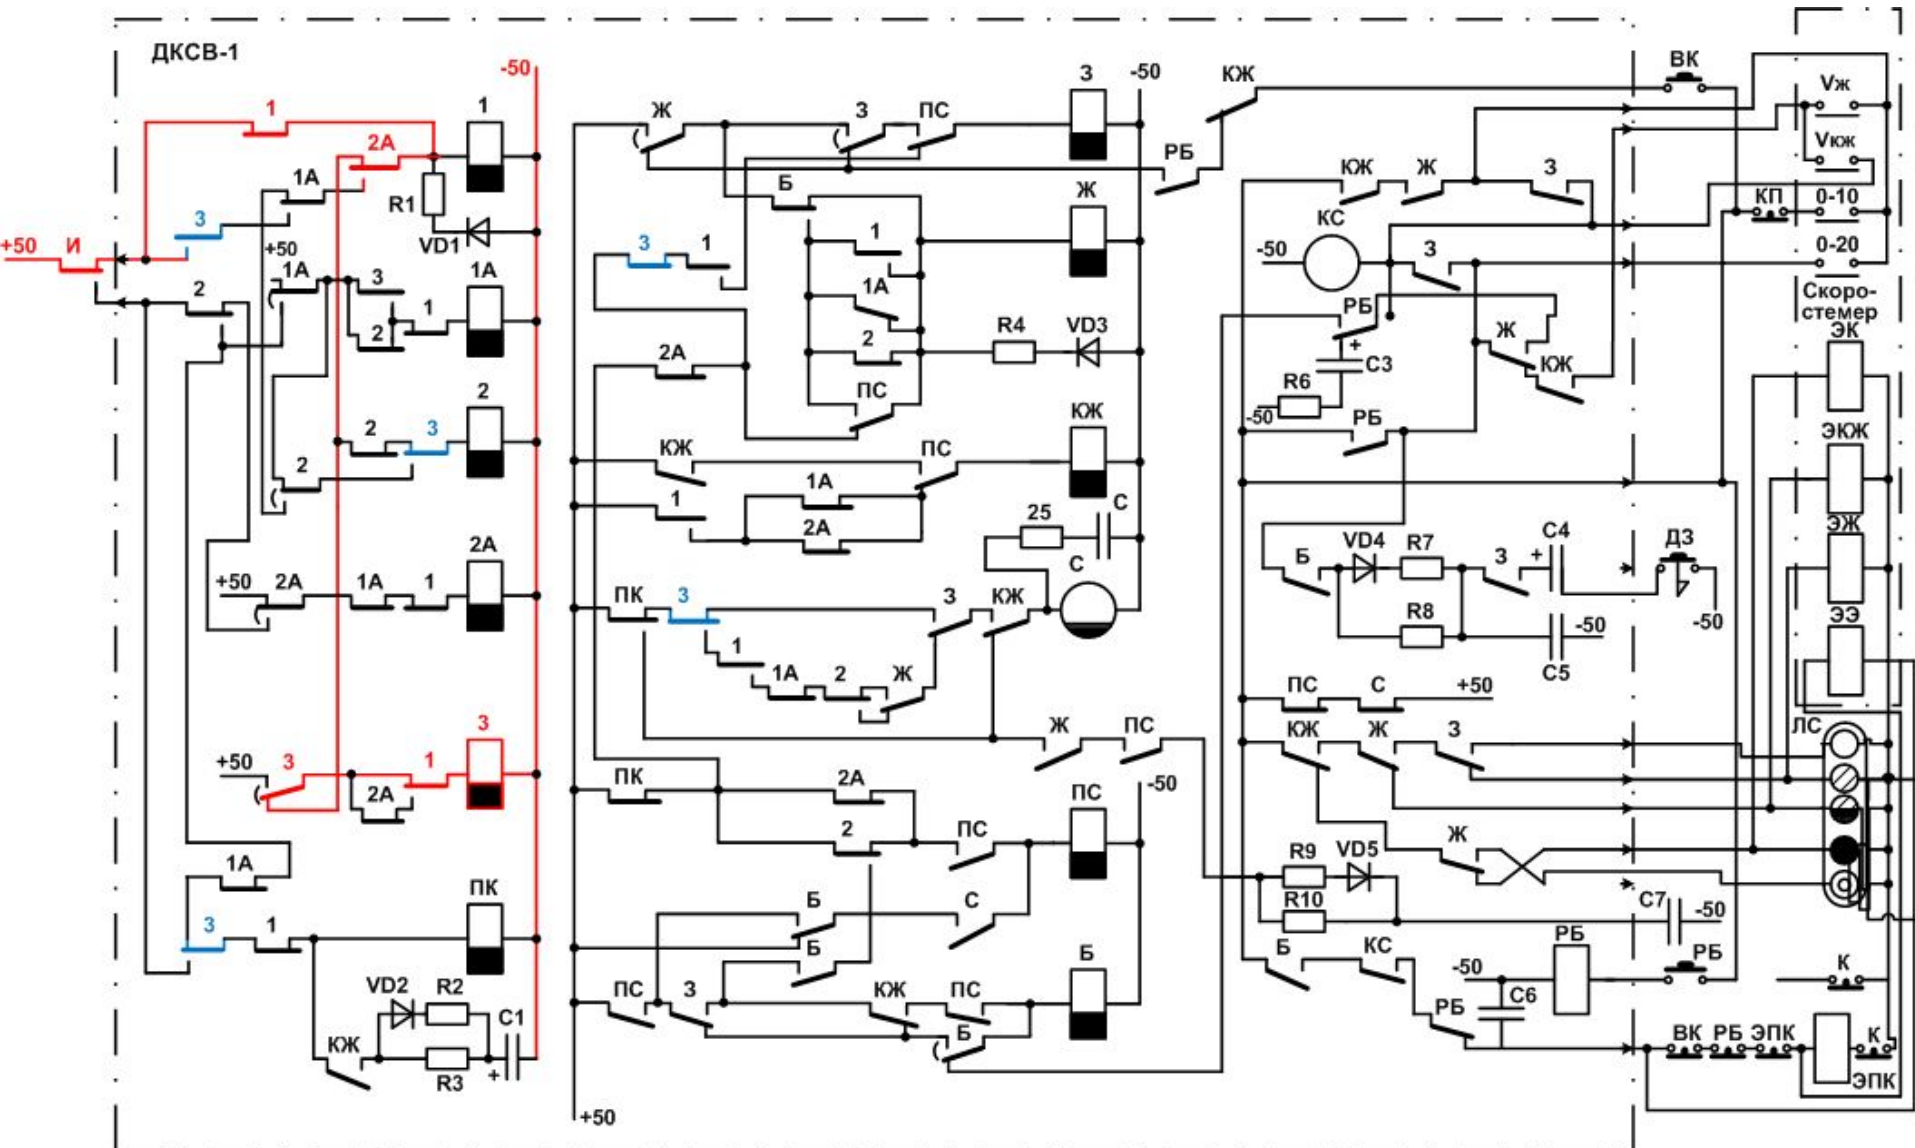 ДКСВ-1
-50
1
1
2А
1А
R1
3
VD1
+50
И
+50
1А
3
1А
2
1
2
2
2
3
2
2А
+50
2А
1А
1
3
+50
3
1
2А
1А
ПК
3
1
VD2
R2
C1
КЖ
R3
+
Ж
З
ПС
З
-50
КЖ
РБ
Б
Ж
3
1
1
1А
2
R4
VD3
2А
ПС
КЖ
КЖ
ПС
1
1А
2А
25
С
С
ПК
3
З
КЖ
1
1А
2
Ж
Ж
ПС
ПК
2А
ПС
-50
2
ПС
Б
С
Б
Б
ПС
З
КЖ
ПС
Б
+50
ВК
Vж
Vкж
КЖ
Ж
З
КП
0-10
КС
-50
З
0-20
Скоро-
стемер
РБ
+
Ж
C3
КЖ
R6
-50
РБ
ЭК
ЭКЖ
ЭЖ
Б
VD4
R7
З
+
C4
ДЗ
R8
-50
-50
C5
ЭЭ
ПС
С
+50
ЛС
КЖ
Ж
З
Ж
R9
VD5
R10
C7
-50
Б
КС
РБ
-50
РБ
К
C6
РБ
ВК
РБ
ЭПК
К
ЭПК